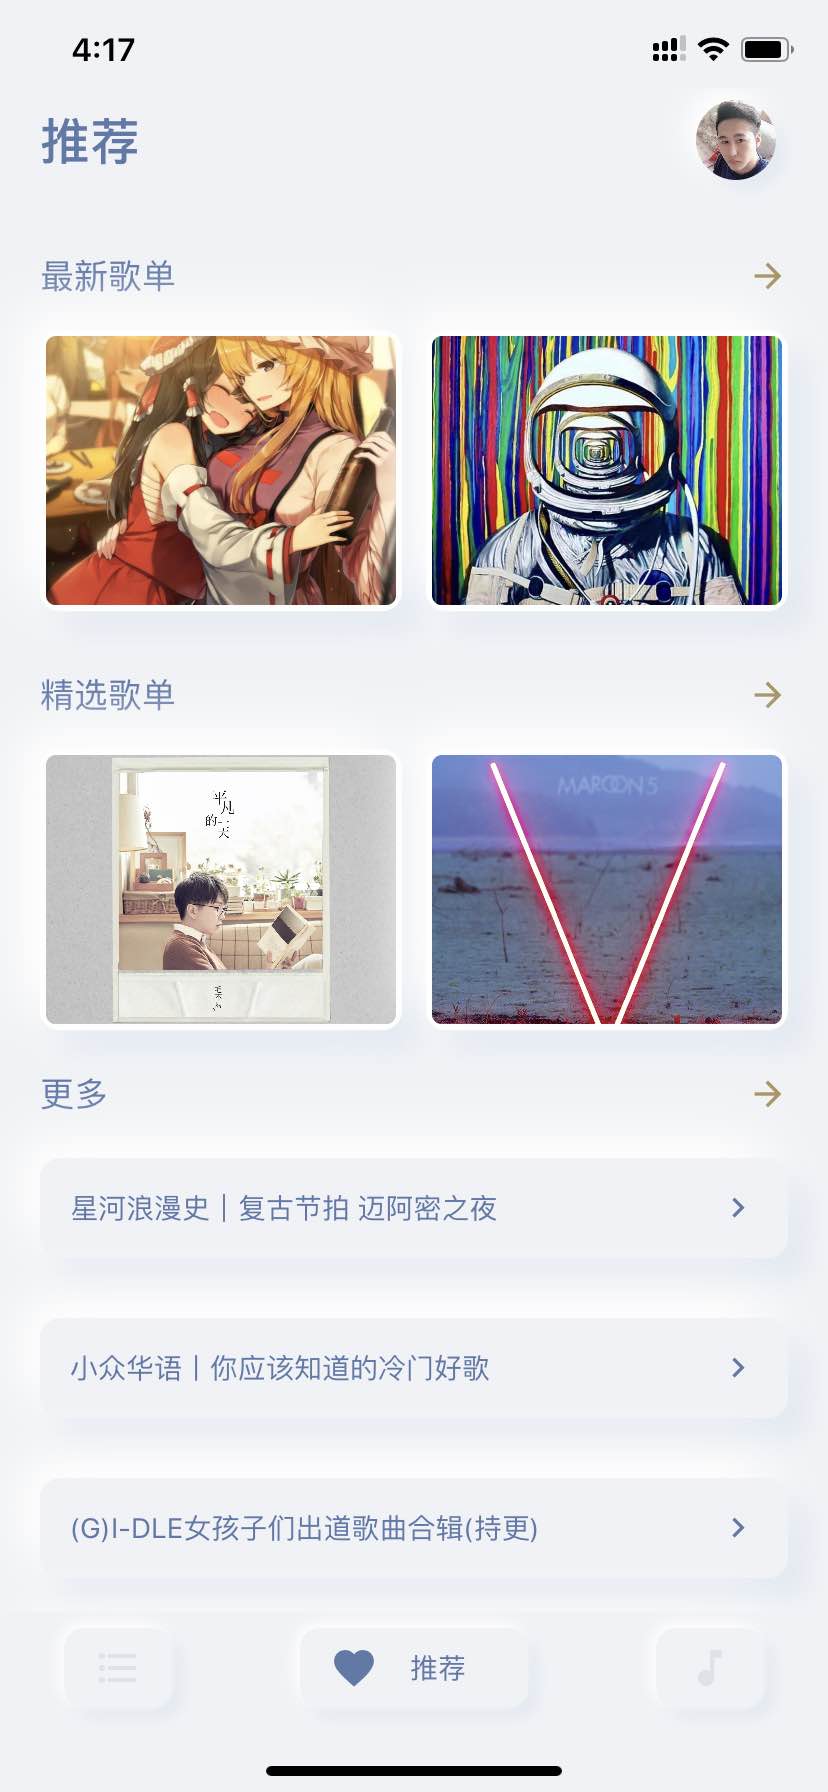 4:17
推荐
最新歌单
精选歌单
平凡
的一天
MAROON 5
更多
星河浪漫史｜复古节拍 迈阿密之夜
小众华语丨你应该知道的冷门好歌
(G)I-DLE女孩子们出道歌曲合辑(持更)
推荐